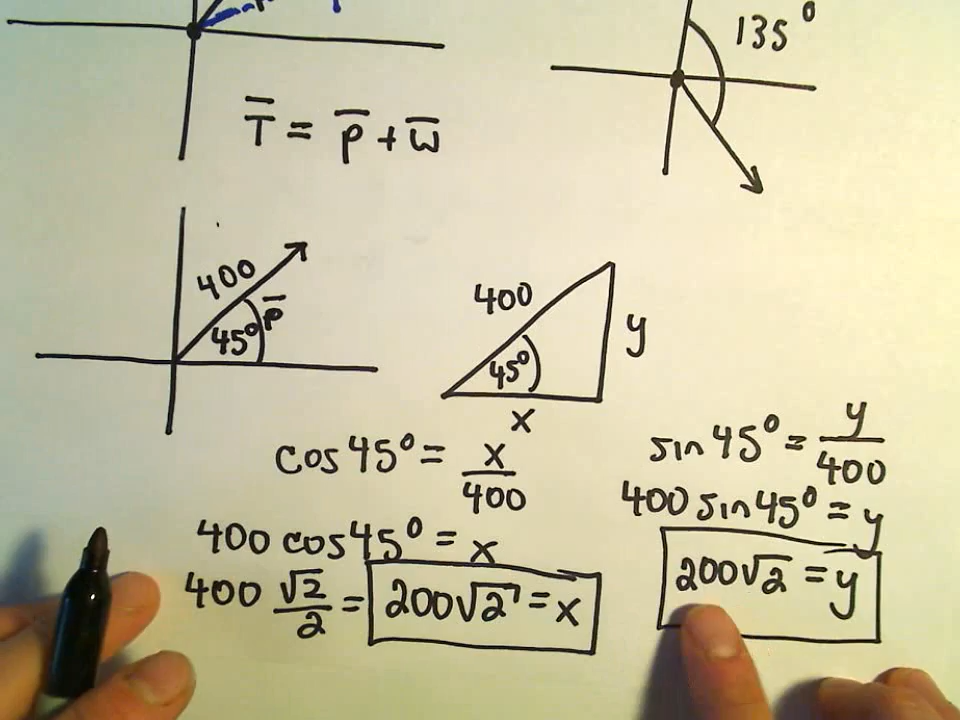 135°
T̅ = p̅ + w̅
400
p̅
45°
400
45°
y
x
cos 45° = x/400
400 cos 45° = x
400 √2/2 = 200√2 = x
sin 45° = y/400
400 sin 45° = y
200√2 = y